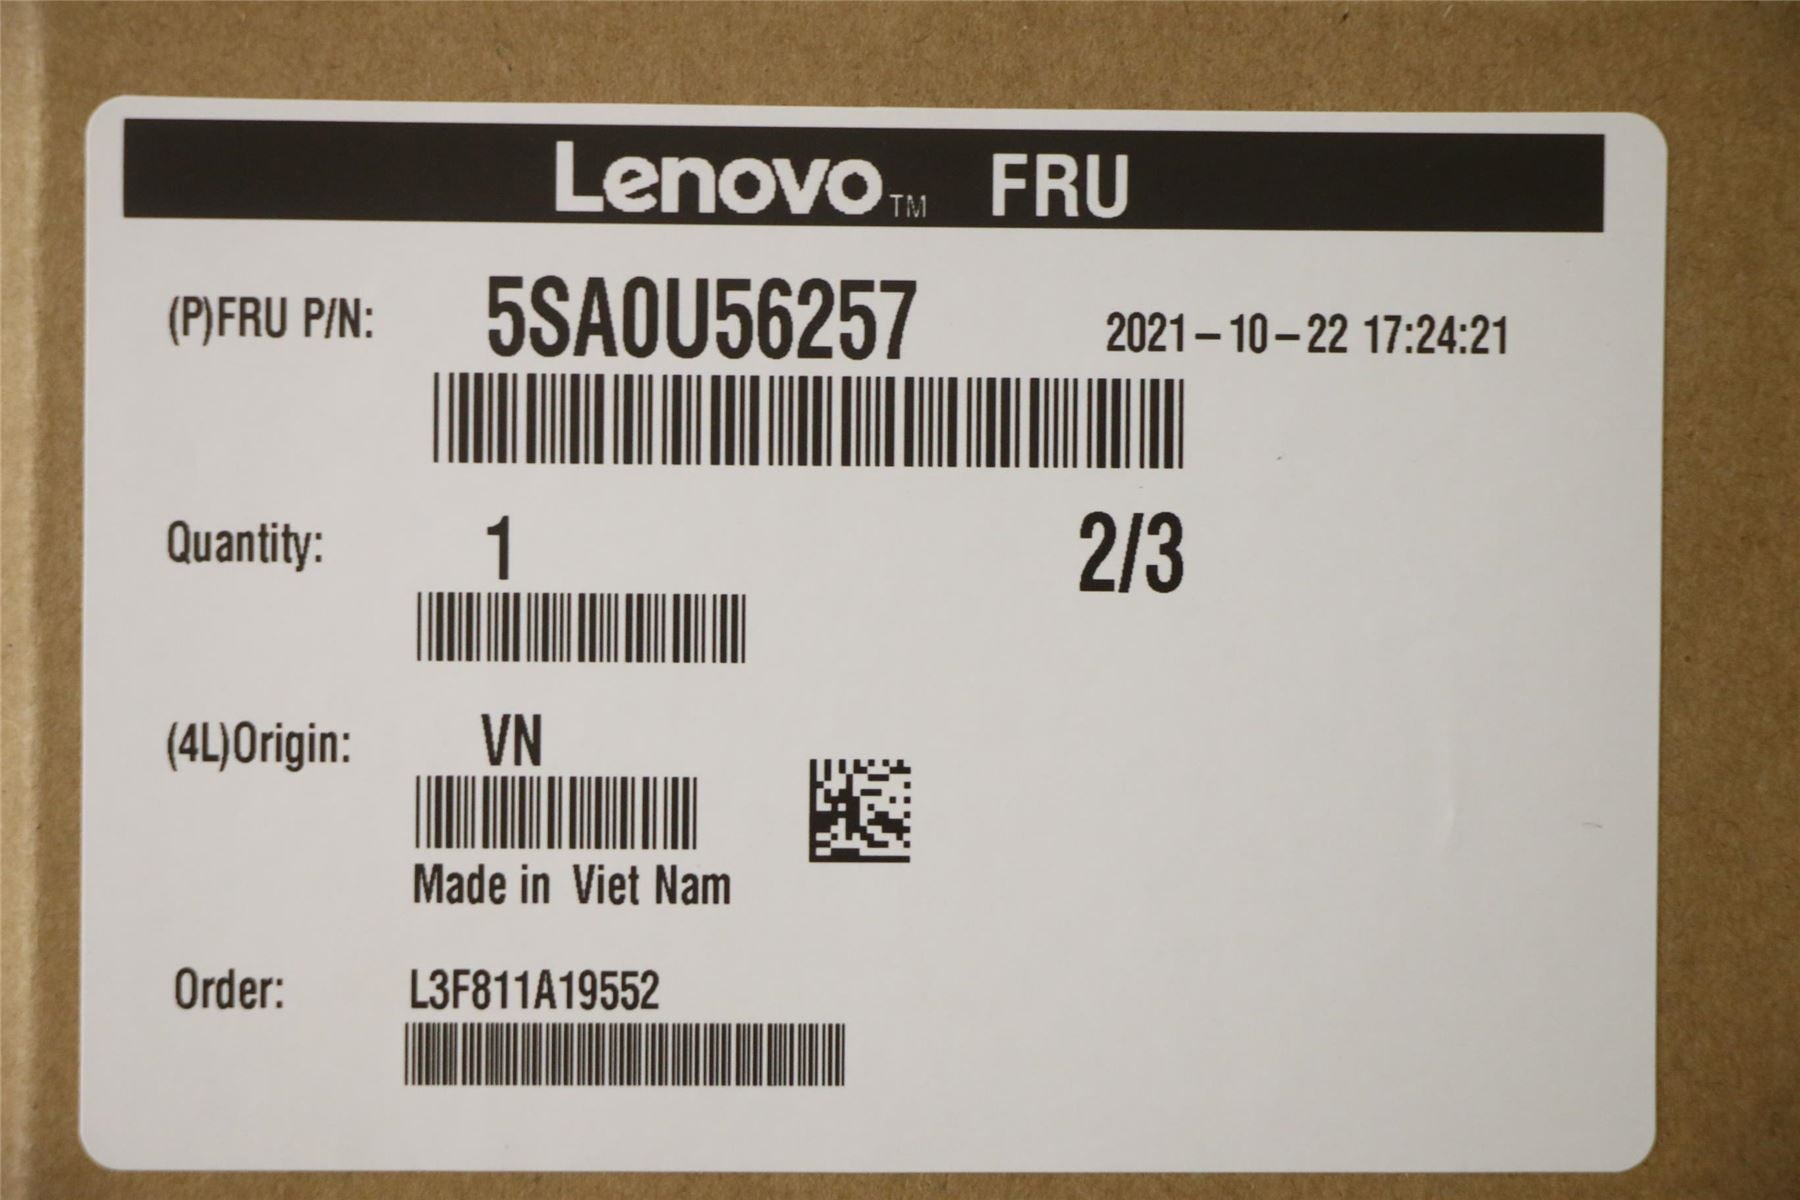 Lenovo™ FRU
(P)FRU P/N: 5SA0U56257 2021-10-22 17:24:21
Quantity: 1 2/3
(4L)Origin: VN
Made in Viet Nam
Order: L3F811A19552